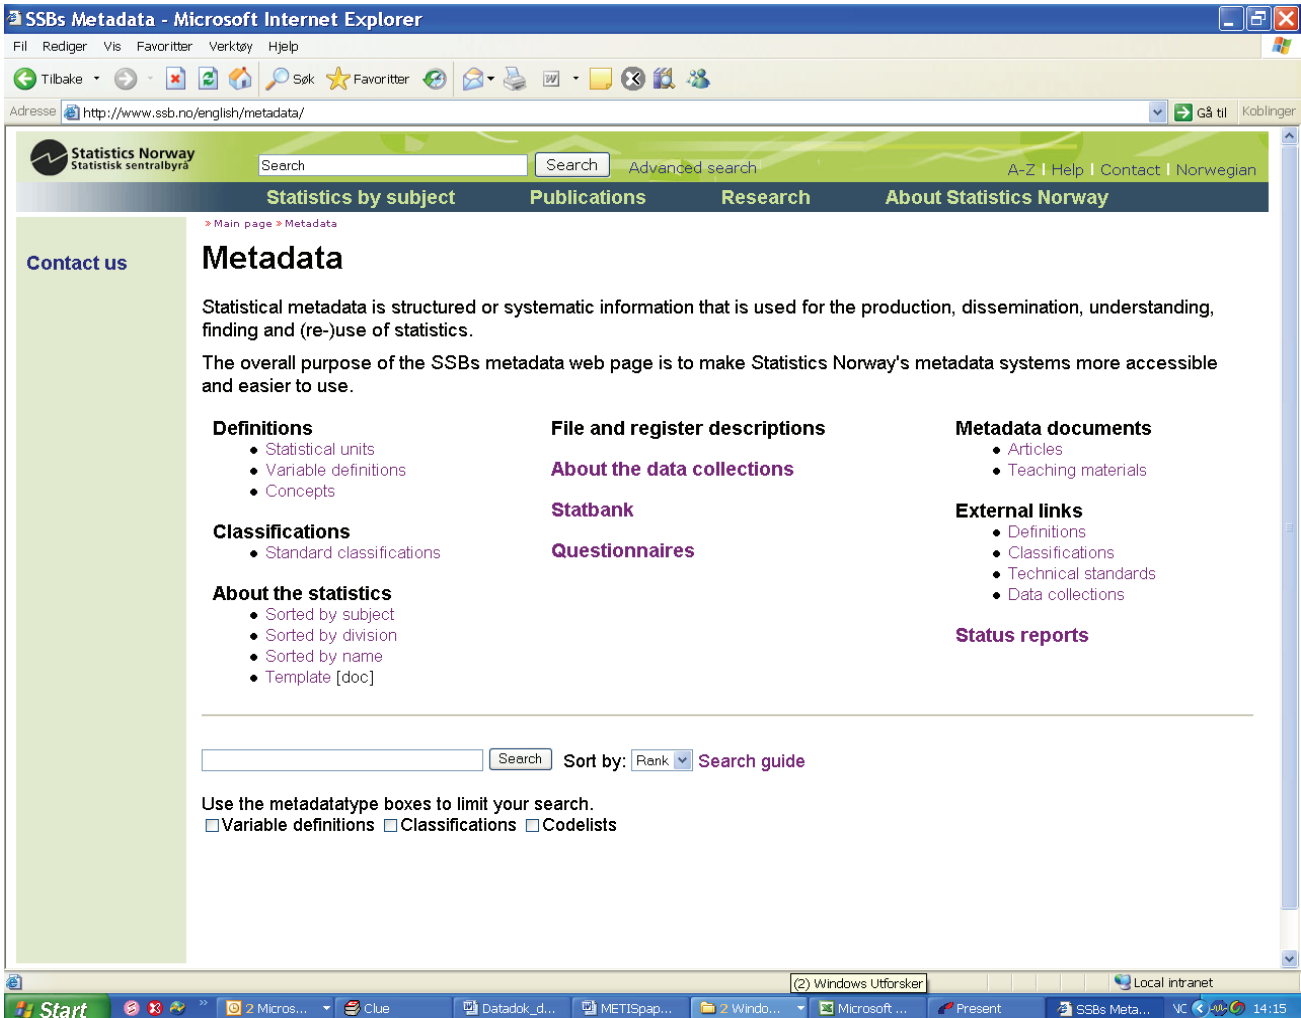 SSBs Metadata - Microsoft Internet Explorer
Fil Rediger Vis Favoritter Verktøy Hjelp
Tilbake Søk Favoritter
Adresse http://www.ssb.no/english/metadata/ Gå til Koblinger
Statistics Norway
Statistisk sentralbyrå
Search Search Advanced search A-Z | Help | Contact | Norwegian
Statistics by subject Publications Research About Statistics Norway
» Main page » Metadata
Contact us
Metadata
Statistical metadata is structured or systematic information that is used for the production, dissemination, understanding,
finding and (re-)use of statistics.
The overall purpose of the SSBs metadata web page is to make Statistics Norway's metadata systems more accessible
and easier to use.
Definitions
• Statistical units
• Variable definitions
• Concepts
Classifications
• Standard classifications
About the statistics
• Sorted by subject
• Sorted by division
• Sorted by name
• Template [doc]
File and register descriptions
About the data collections
Statbank
Questionnaires
Metadata documents
• Articles
• Teaching materials
External links
• Definitions
• Classifications
• Technical standards
• Data collections
Status reports
Search Sort by: Rank Search guide
Use the metadatatype boxes to limit your search.
Variable definitions Classifications Codelists
(2) Windows Utforsker
Local intranet
Start » 2 Micros... Clue Datadok_d... METISpap... 2 Windo... Microsoft ... Present SSBs Meta... 14:15